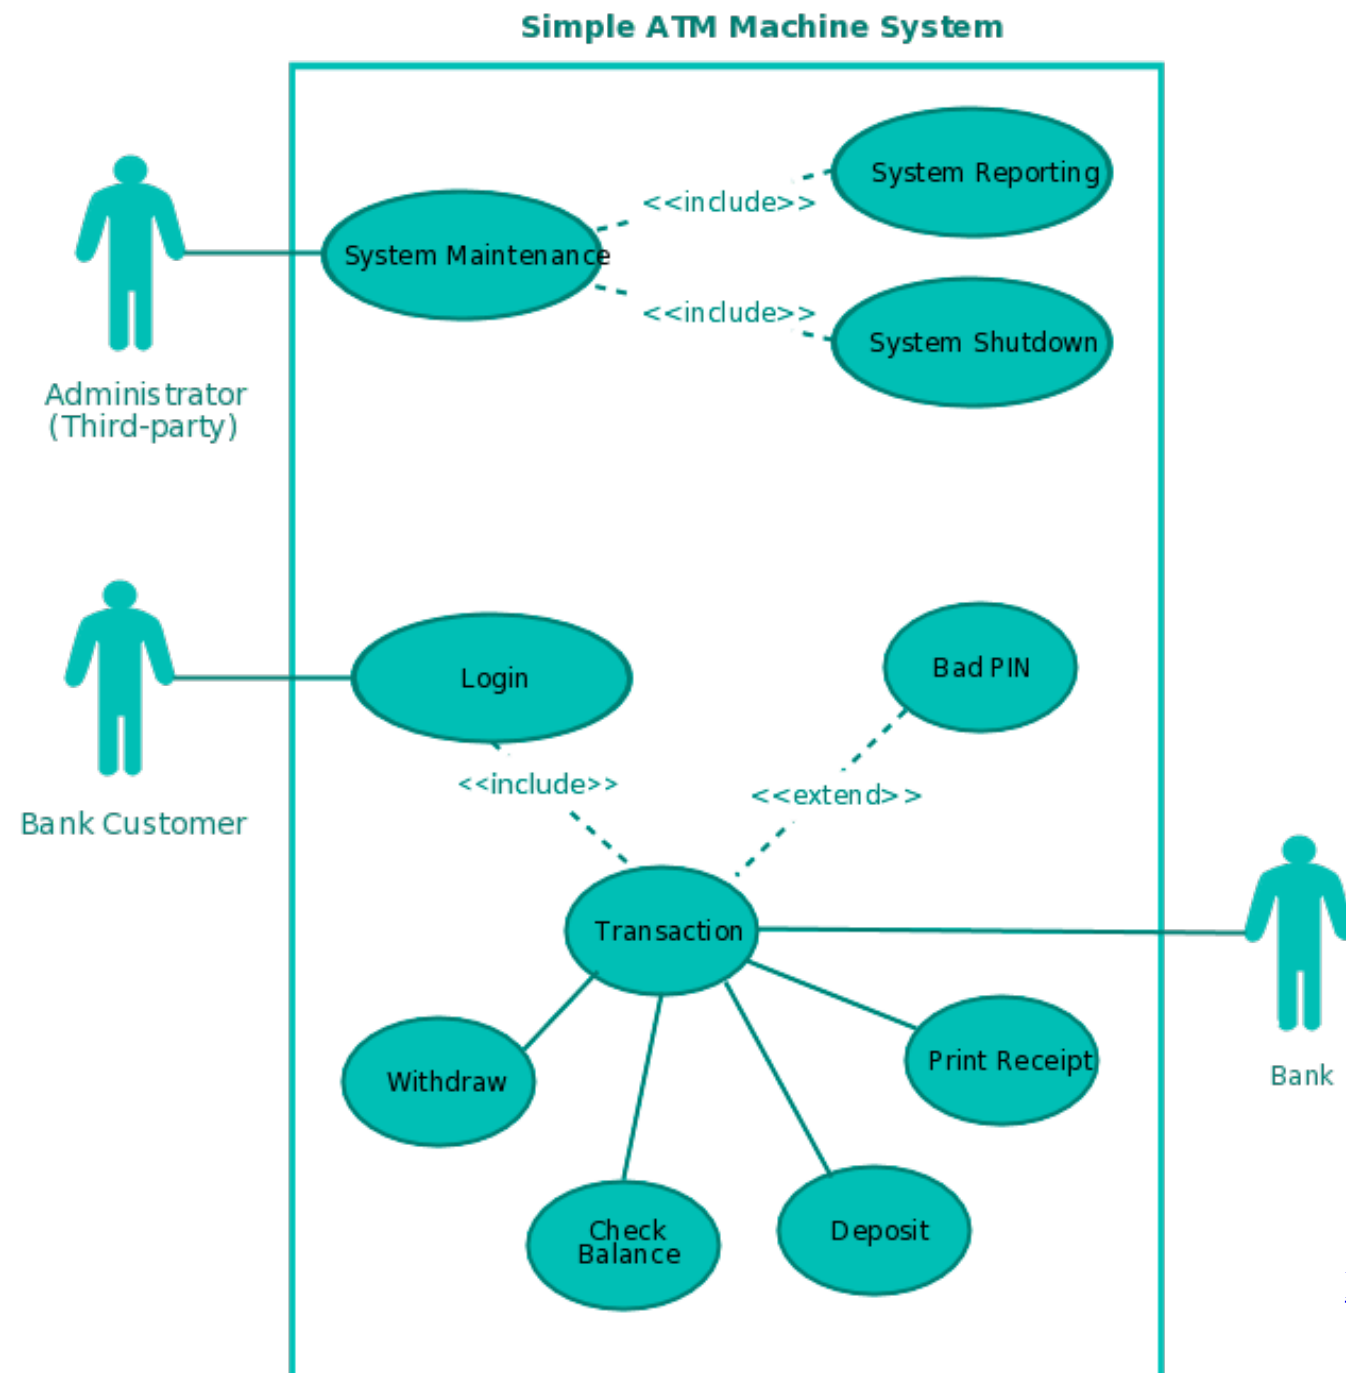 Simple ATM Machine System
System Reporting
<<include>>
System Maintenance
<<include>>
System Shutdown
Administrator
(Third-party)
Bad PIN
Login
<<include>>
<<extend>>
Bank Customer
Transaction
Print Receipt
Bank
Withdraw
Check
Balance
Deposit